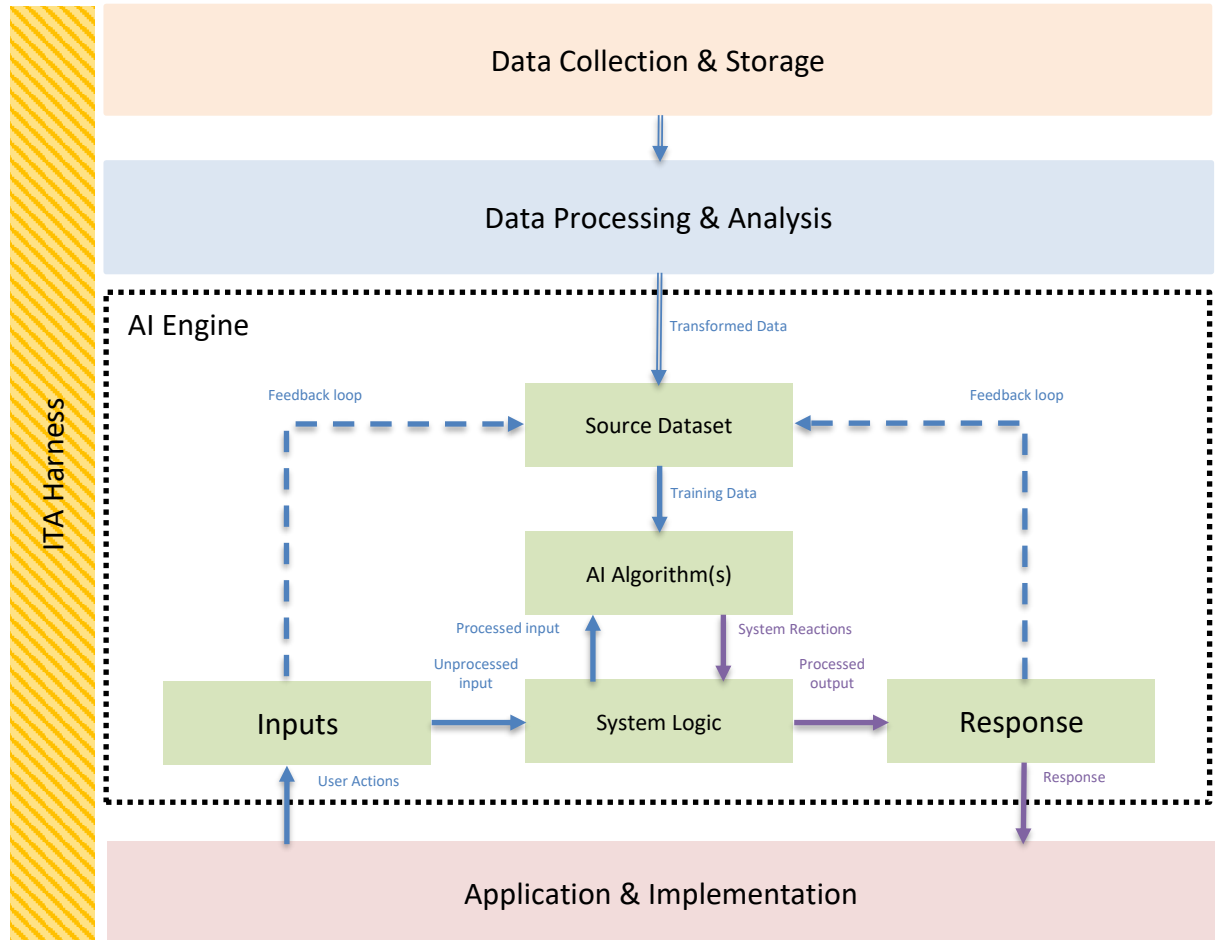 Data Collection & Storage
Data Processing & Analysis
AI Engine
Transformed Data
Feedback loop
Feedback loop
Source Dataset
Training Data
ITA Harness
AI Algorithm(s)
Processed input
System Reactions
Unprocessed
input
Processed
output
Inputs
System Logic
Response
User Actions
Response
Application & Implementation